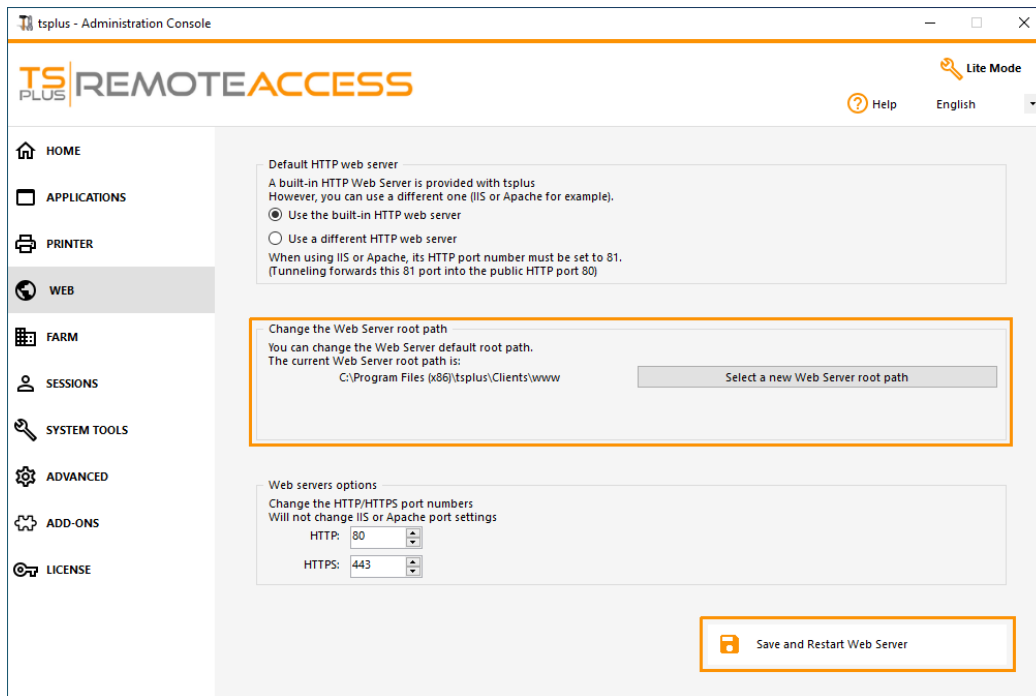 tsplus - Administration Console
TS PLUS REMOTEACCESS
Lite Mode
Help
English
HOME
APPLICATIONS
PRINTER
WEB
FARM
SESSIONS
SYSTEM TOOLS
ADVANCED
ADD-ONS
LICENSE
Default HTTP web server
A built-in HTTP Web Server is provided with tsplus
However, you can use a different one (IIS or Apache for example).
Use the built-in HTTP web server
Use a different HTTP web server
When using IIS or Apache, its HTTP port number must be set to 81.
(Tunneling forwards this 81 port into the public HTTP port 80)
Change the Web Server root path
You can change the Web Server default root path.
The current Web Server root path is:
C:\Program Files (x86)\tsplus\Clients\www
Select a new Web Server root path
Web servers options
Change the HTTP/HTTPS port numbers
Will not change IIS or Apache port settings
HTTP: 80
HTTPS: 443
Save and Restart Web Server